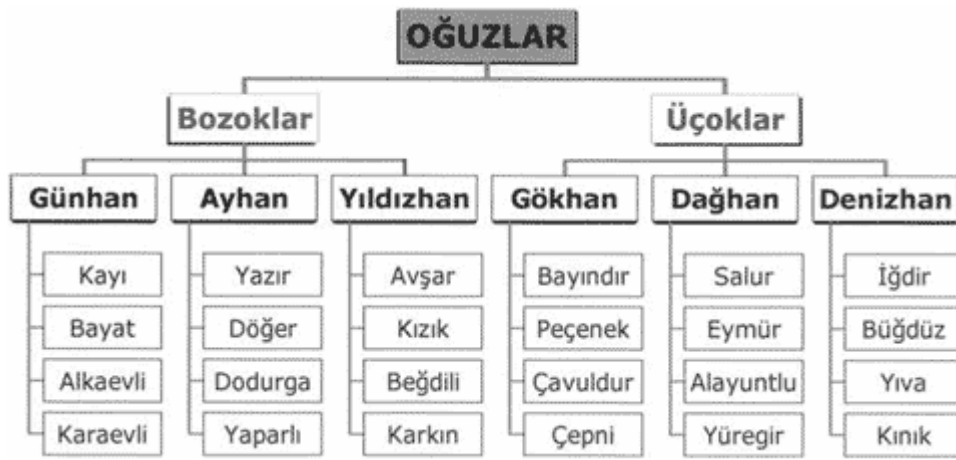 OĞUZLAR
Bozoklar Üçoklar
Günhan Ayhan Yıldızhan Gökhan Dağhan Denizhan
Kayı Yazır Avşar Bayındır Salur İğdir
Bayat Döğer Kızık Peçenek Eymür Büğdüz
Alkaevli Dodurga Beğdili Çavuldur Alayuntlu Yıva
Karaevli Yaparlı Karkın Çepni Yüregir Kınık